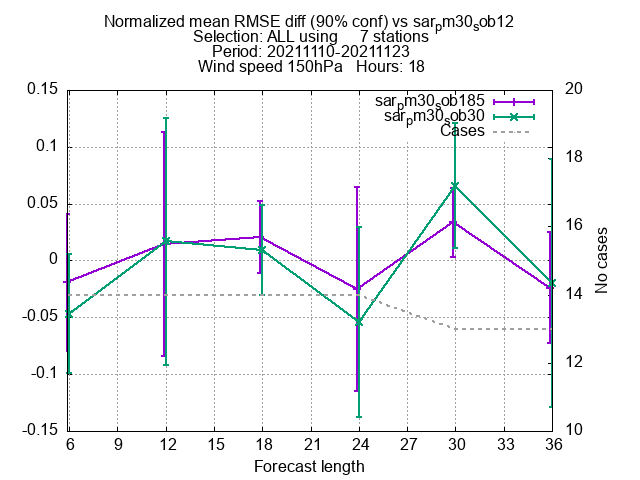 Normalized mean RMSE diff (90% conf) vs sarpm30sob12
Selection: ALL using 7 stations
Period: 20211110-20211123
Wind speed 150hPa Hours: 18
sarpm30sob185
sarpm30sob30
Cases
0.15
0.1
0.05
0
-0.05
-0.1
-0.15
20
18
16
14
12
10
No cases
6 9 12 15 18 21 24 27 30 33 36
Forecast length